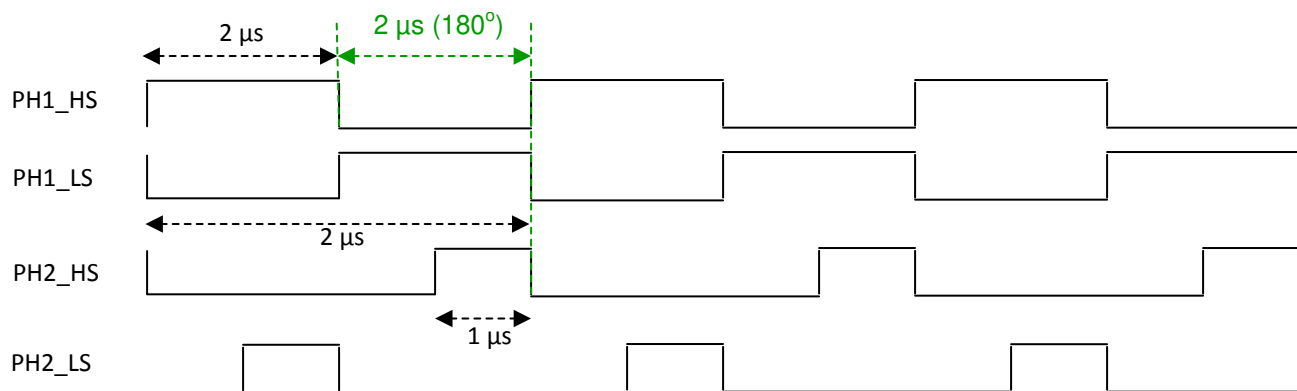 2 µs
2 µs (180°)
PH1_HS
PH1_LS
2 µs
PH2_HS
1 µs
PH2_LS